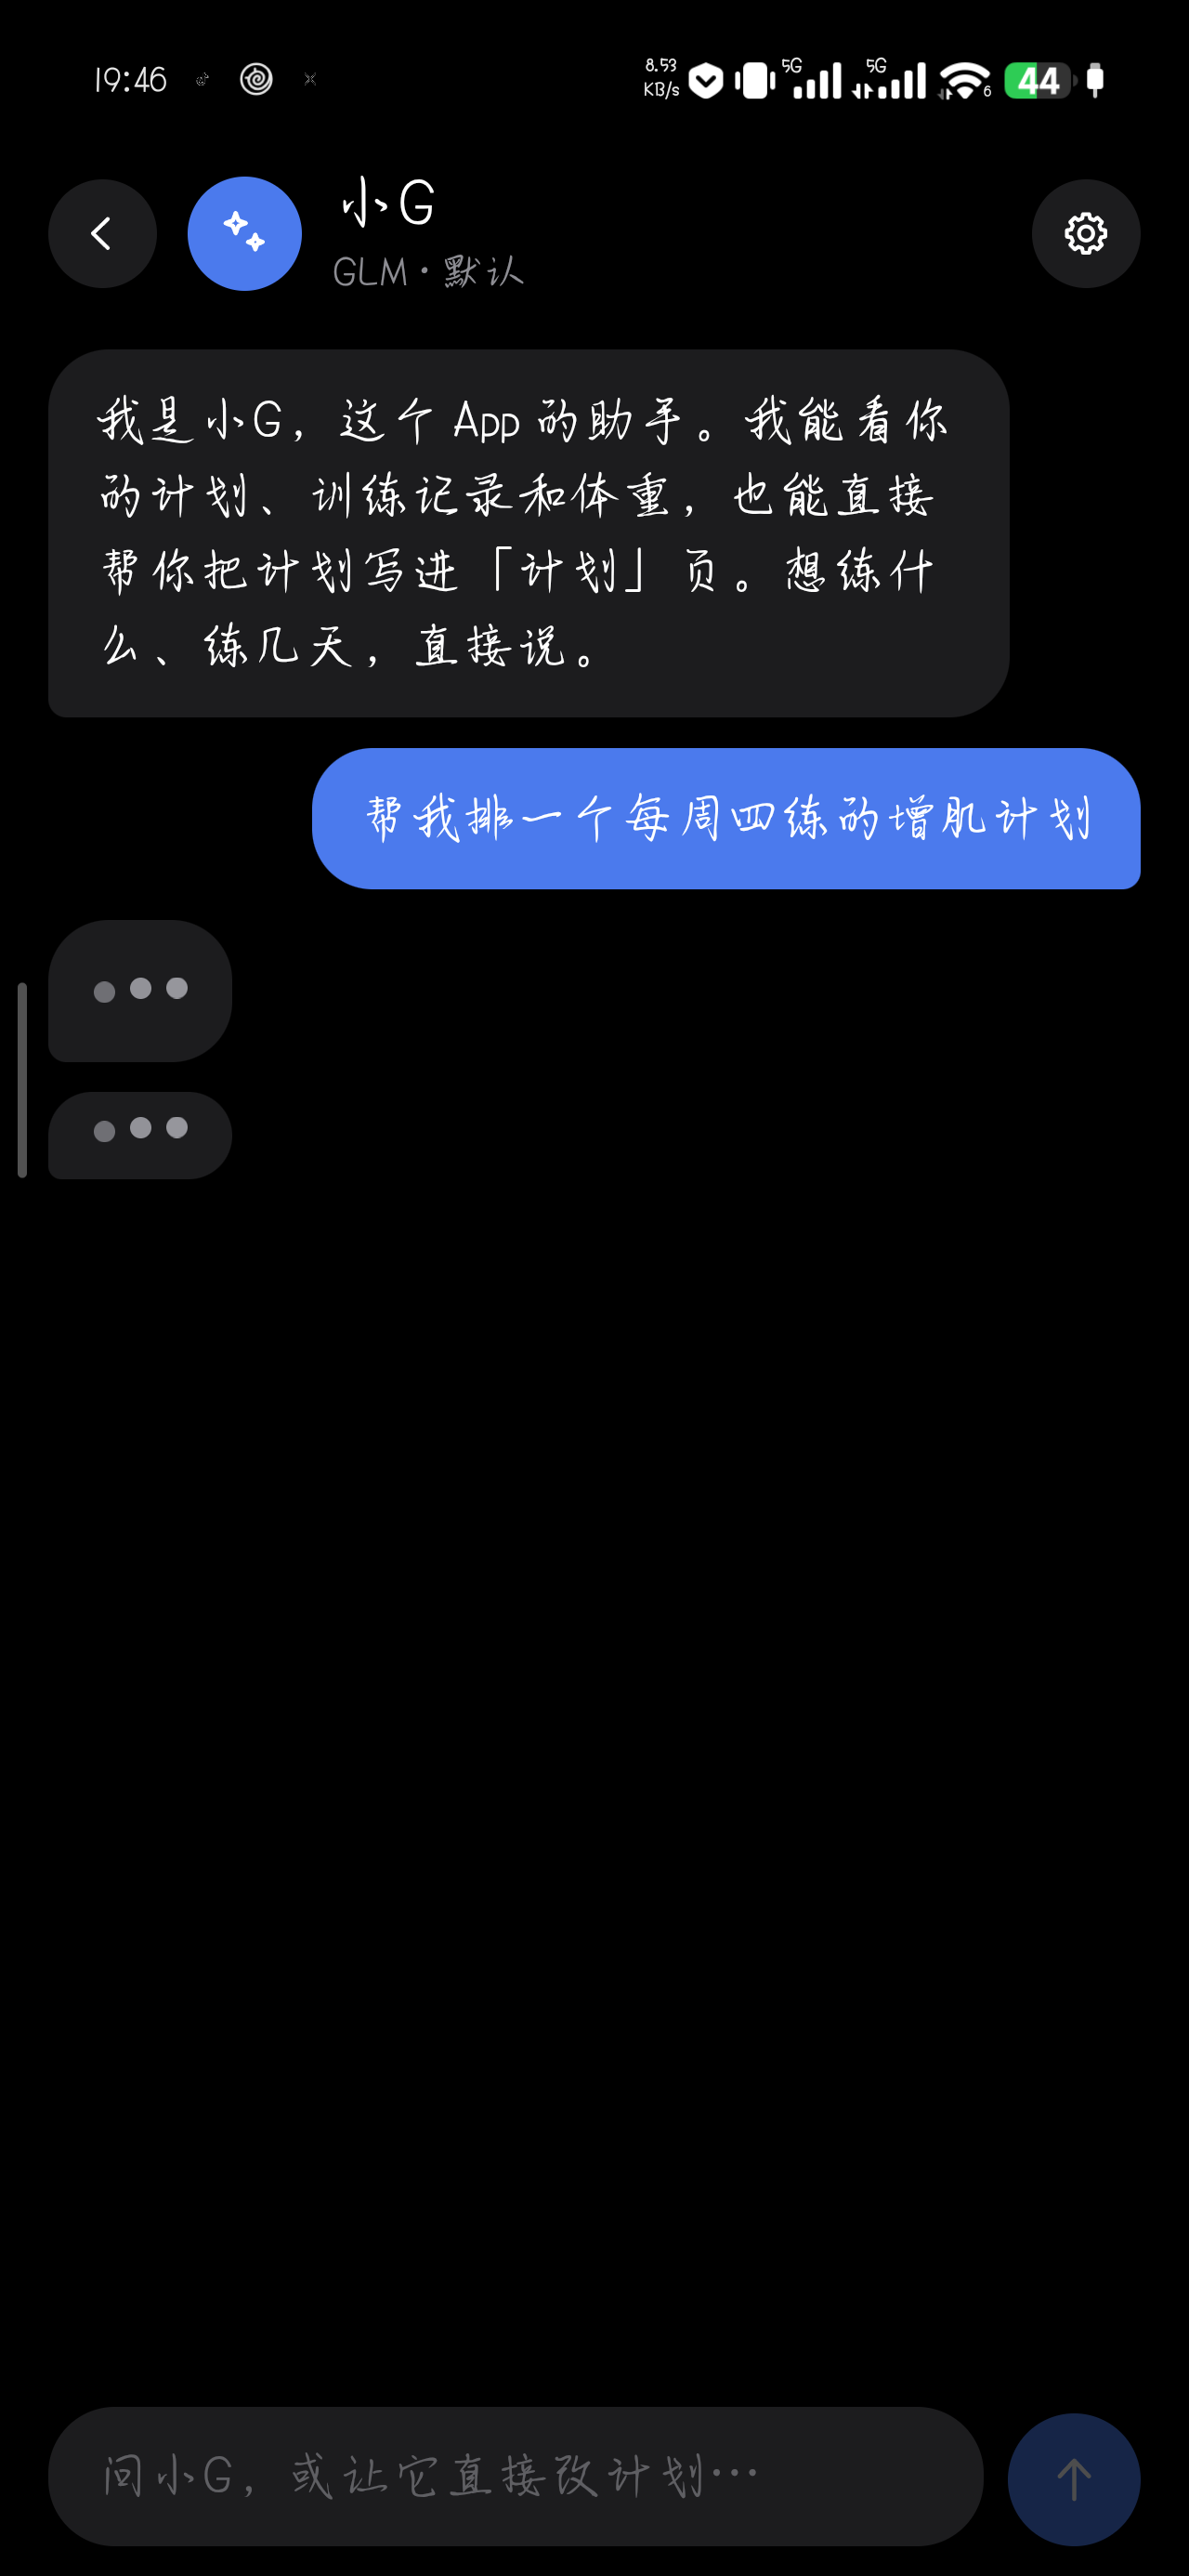 19:46
8.53
KB/s
5G
5G
6
44
小G
GLM·默认
我是小G，这个 App 的助手。我能看你
的计划、训练记录和体重，也能直接
帮你把计划写进「计划」页。想练什
么、练几天，直接说。
帮我排一个每周四练的增肌计划
问小G，或让它直接改计划…